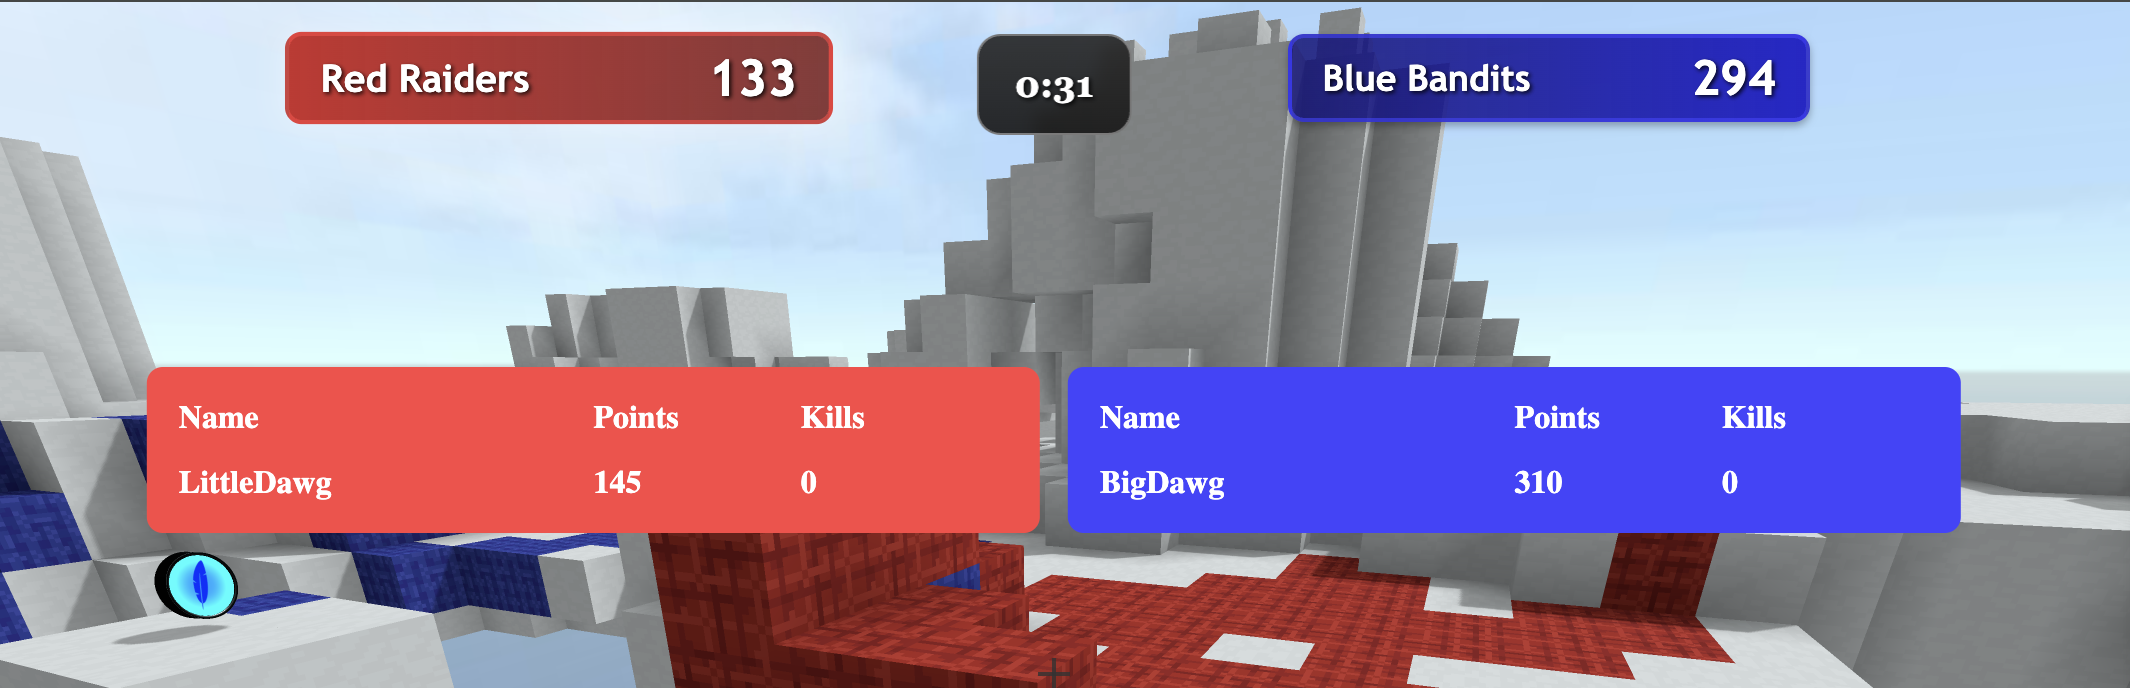 Red Raiders 133
0:31
Blue Bandits 294
Name Points Kills
LittleDawg 145 0
Name Points Kills
BigDawg 310 0